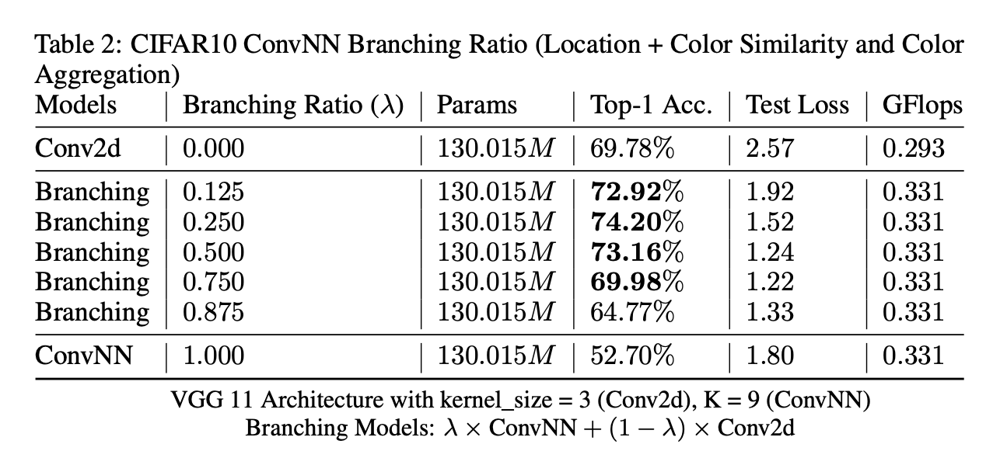 Table 2: CIFAR10 ConvNN Branching Ratio (Location + Color Similarity and Color
Aggregation)
Models Branching Ratio (λ) Params Top-1 Acc. Test Loss GFlops
Conv2d 0.000 130.015M 69.78% 2.57 0.293
Branching 0.125 130.015M 72.92% 1.92 0.331
Branching 0.250 130.015M 74.20% 1.52 0.331
Branching 0.500 130.015M 73.16% 1.24 0.331
Branching 0.750 130.015M 69.98% 1.22 0.331
Branching 0.875 130.015M 64.77% 1.33 0.331
ConvNN 1.000 130.015M 52.70% 1.80 0.331
VGG 11 Architecture with kernel_size = 3 (Conv2d), K = 9 (ConvNN)
Branching Models: λ × ConvNN + (1 − λ) × Conv2d